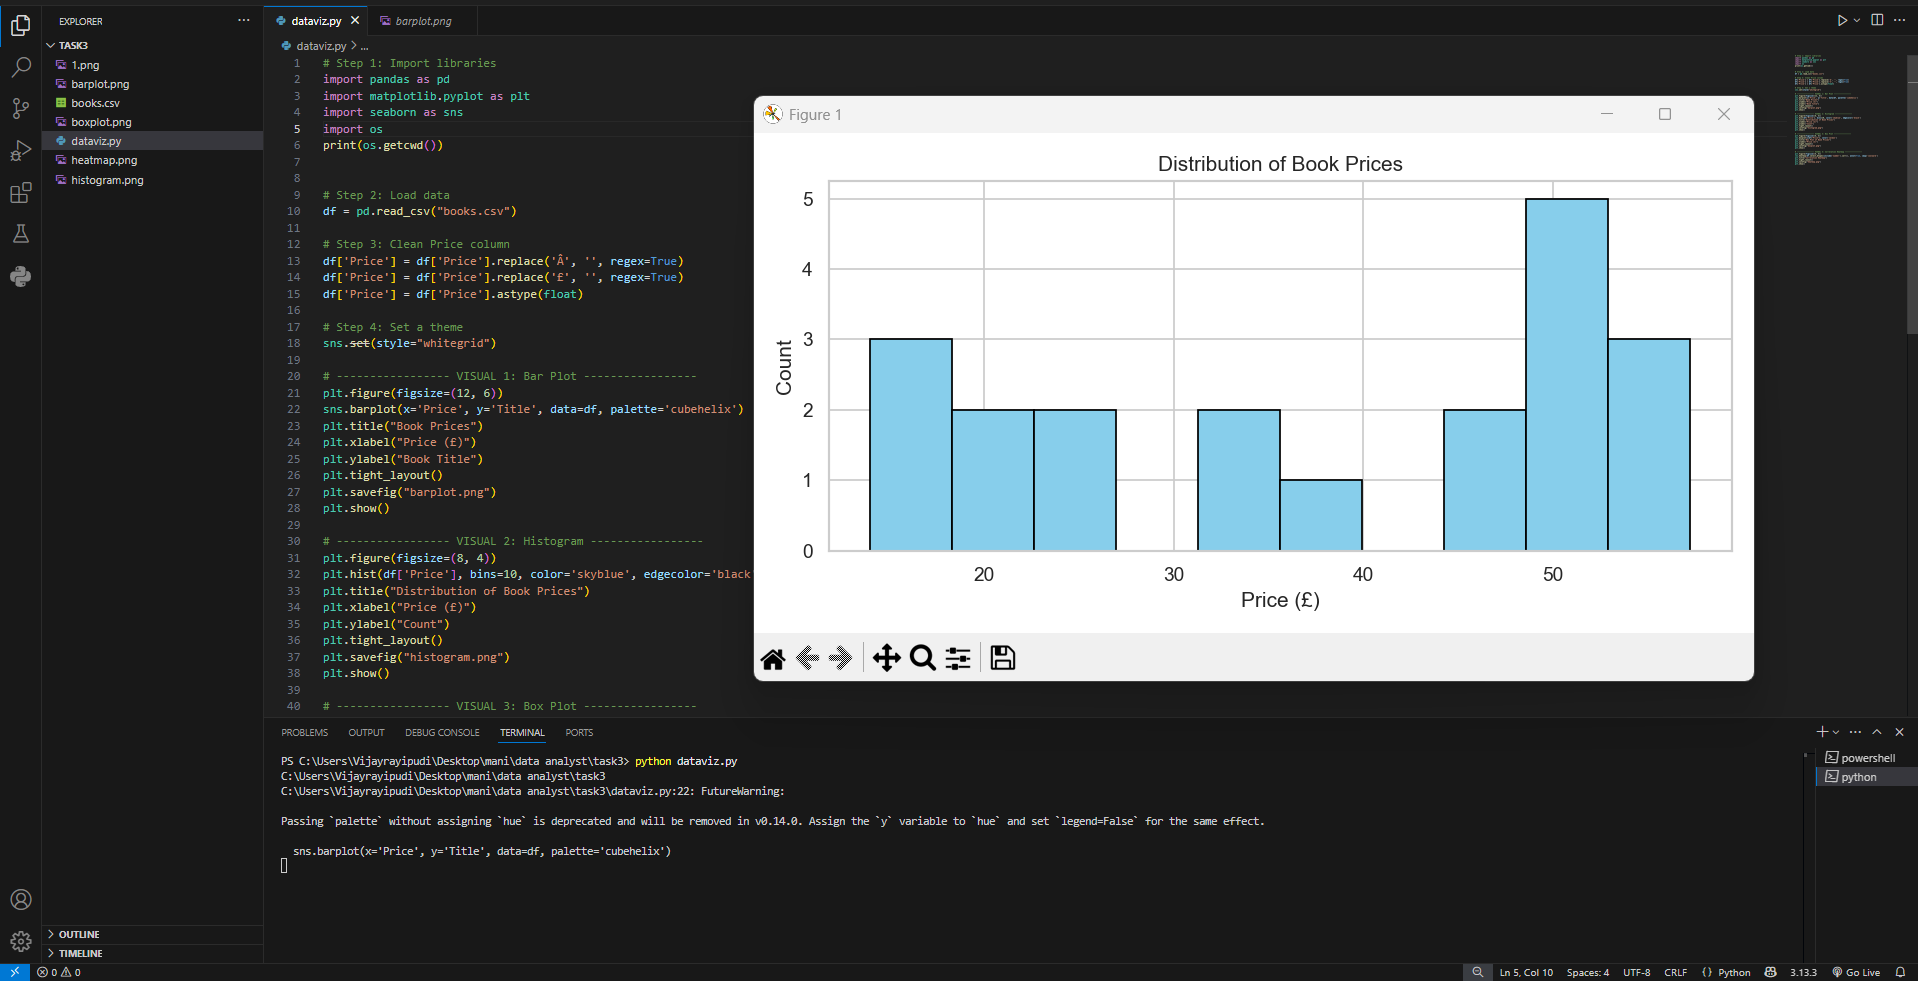 EXPLORER
TASK3
1.png
barplot.png
books.csv
boxplot.png
dataviz.py
heatmap.png
histogram.png
OUTLINE
TIMELINE
dataviz.py
barplot.png
dataviz.py > ...
1 # Step 1: Import libraries
2 import pandas as pd
3 import matplotlib.pyplot as plt
4 import seaborn as sns
5 import os
6 print(os.getcwd())
7
8
9 # Step 2: Load data
10 df = pd.read_csv("books.csv")
11
12 # Step 3: Clean Price column
13 df['Price'] = df['Price'].replace('Â', '', regex=True)
14 df['Price'] = df['Price'].replace('£', '', regex=True)
15 df['Price'] = df['Price'].astype(float)
16
17 # Step 4: Set a theme
18 sns.set(style="whitegrid")
19
20 # ----------------- VISUAL 1: Bar Plot -----------------
21 plt.figure(figsize=(12, 6))
22 sns.barplot(x='Price', y='Title', data=df, palette='cubehelix')
23 plt.title("Book Prices")
24 plt.xlabel("Price (£)")
25 plt.ylabel("Book Title")
26 plt.tight_layout()
27 plt.savefig("barplot.png")
28 plt.show()
29
30 # ----------------- VISUAL 2: Histogram -----------------
31 plt.figure(figsize=(8, 4))
32 plt.hist(df['Price'], bins=10, color='skyblue', edgecolor='black
33 plt.title("Distribution of Book Prices")
34 plt.xlabel("Price (£)")
35 plt.ylabel("Count")
36 plt.tight_layout()
37 plt.savefig("histogram.png")
38 plt.show()
39
40 # ----------------- VISUAL 3: Box Plot -----------------
Figure 1
Distribution of Book Prices
Count
5
4
3
2
1
0
20 30 40 50
Price (£)
PROBLEMS OUTPUT DEBUG CONSOLE TERMINAL PORTS
PS C:\Users\Vijayrayipudi\Desktop\mani\data analyst\task3> python dataviz.py
C:\Users\Vijayrayipudi\Desktop\mani\data analyst\task3
C:\Users\Vijayrayipudi\Desktop\mani\data analyst\task3\dataviz.py:22: FutureWarning:
Passing `palette` without assigning `hue` is deprecated and will be removed in v0.14.0. Assign the `y` variable to `hue` and set `legend=False` for the same effect.
sns.barplot(x='Price', y='Title', data=df, palette='cubehelix')
powershell
python
0 0
Ln 5, Col 10 Spaces: 4 UTF-8 CRLF {} Python 3.13.3 Go Live